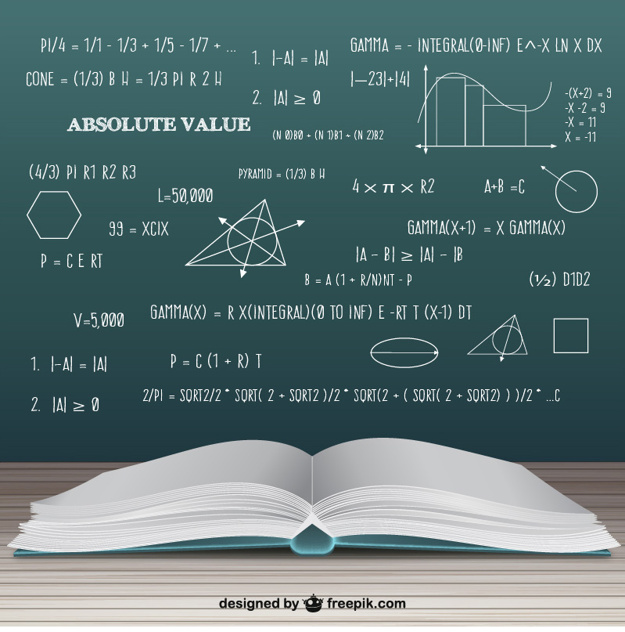 PI/4 = 1/1 - 1/3 + 1/5 - 1/7 + ...
CONE = (1/3) B H = 1/3 PI R 2 H
ABSOLUTE VALUE
1. |-A| = |A|
2. |A| ≥ 0
(N 0)B0 + (N 1)B1 ~ (N 2)B2
GAMMA = - INTEGRAL(0-INF) E^-X LN X DX
|-23|+|4|
-(X+2) = 9
-X -2 = 9
-X = 11
X = -11
(4/3) PI R1 R2 R3
PYRAMID = (1/3) B H
L=50,000
4 × π × R2
A+B =C
99 = XCIX
GAMMA(X+1) = X GAMMA(X)
P = C E RT
|A - B| ≥ |A| - |B
B = A (1 + R/N)NT - P
(½) D1D2
V=5,000
GAMMA(X) = R X(INTEGRAL)(0 TO INF) E -RT T (X-1) DT
1. |-A| = |A|
2. |A| ≥ 0
P = C (1 + R) T
2/PI = SQRT2/2 * SQRT( 2 + SQRT2 )/2 * SQRT(2 + ( SQRT( 2 + SQRT2) ) )/2 * ...C
designed by freepik.com